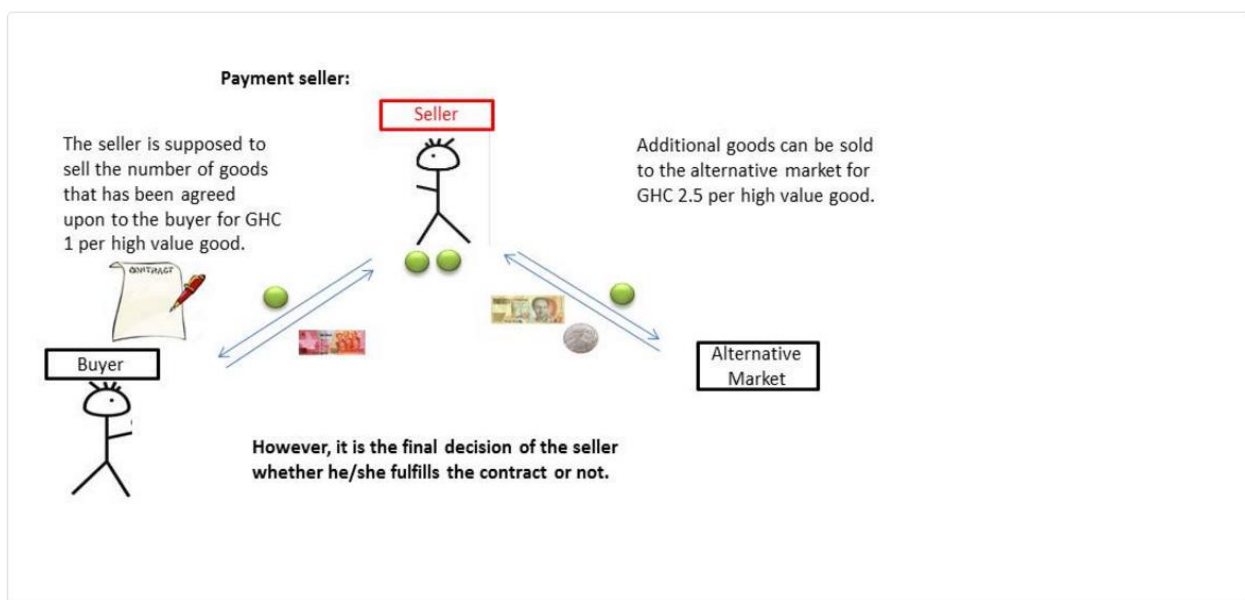 Payment seller:
Seller
The seller is supposed to
sell the number of goods
that has been agreed
upon to the buyer for GHC
1 per high value good.
Additional goods can be sold
to the alternative market for
GHC 2.5 per high value good.
CONTRACT
Buyer
Alternative
Market
However, it is the final decision of the seller
whether he/she fulfills the contract or not.